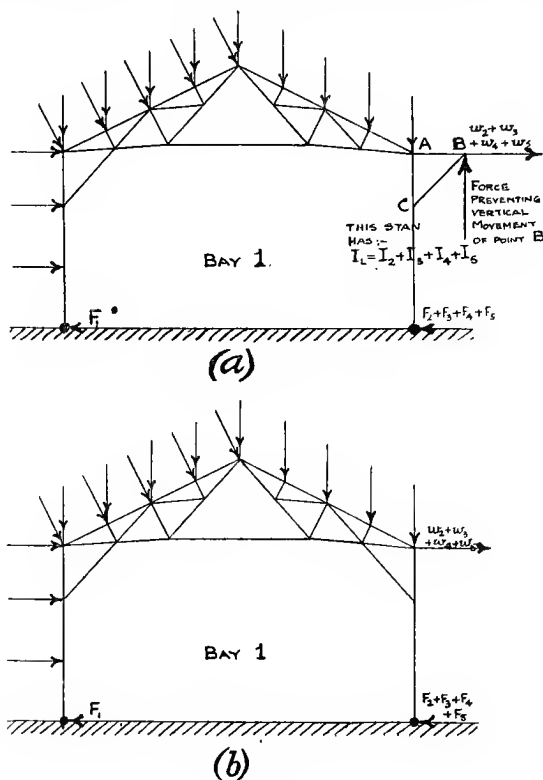 A
B
w₂ + w₃
+ w₄ + w₅
C
FORCE
PREVENTING
VERTICAL
MOVEMENT
OF POINT B
THIS STAN
HAS:-
I_L = I₂ + I₃ + I₄ + I₅
BAY 1.
F₁
F₂ + F₃ + F₄ + F₅
(a)
w₂ + w₃
+ w₄ + w₅
BAY 1
F₁
F₂ + F₃ + F₄
+ F₅
(b)